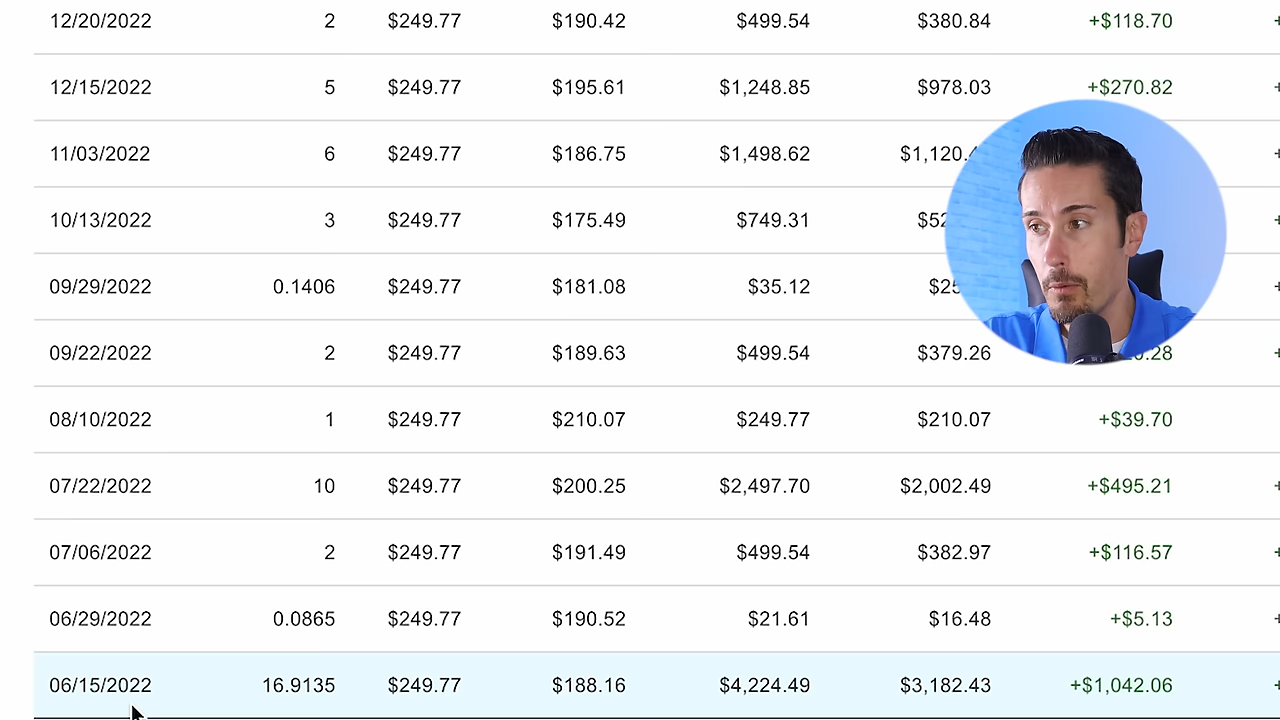 12/20/2022 2 $249.77 $190.42 $499.54 $380.84 +$118.70 +
12/15/2022 5 $249.77 $195.61 $1,248.85 $978.03 +$270.82 +
11/03/2022 6 $249.77 $186.75 $1,498.62 +
10/13/2022 3 $249.77 $175.49 $749.31 +
09/29/2022 0.1406 $249.77 $181.08 $35.12 +
09/22/2022 2 $249.77 $189.63 $499.54 $379.26 +
08/10/2022 1 $249.77 $210.07 $249.77 $210.07 +$39.70
07/22/2022 10 $249.77 $200.25 $2,497.70 $2,002.49 +$495.21 +
07/06/2022 2 $249.77 $191.49 $499.54 $382.97 +$116.57 +
06/29/2022 0.0865 $249.77 $190.52 $21.61 $16.48 +$5.13 +
06/15/2022 16.9135 $249.77 $188.16 $4,224.49 $3,182.43 +$1,042.06 +